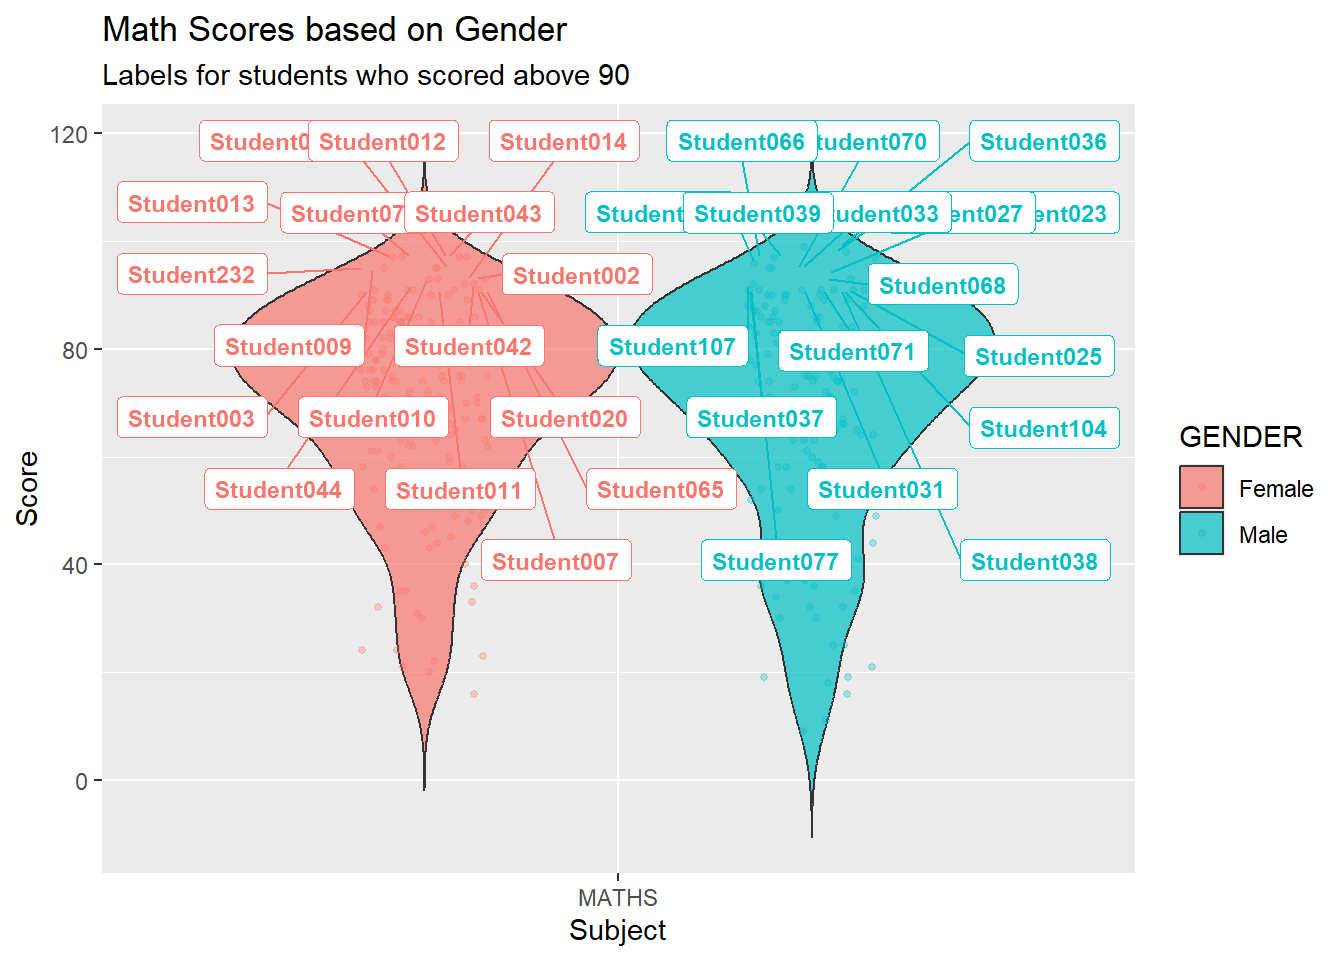 Math Scores based on Gender
Labels for students who scored above 90
120
Student012
Student014
Student066
Student036
Student013
Student043
Student039
Student232
Student002
Student068
80
Student009
Student042
Student107
Student071
Student025
Student003
Student010
Student020
Student037
Student104
Student044
Student011
Student065
Student031
Student007
Student077
Student038
40
0
Score
MATHS
Subject
GENDER
Female
Male